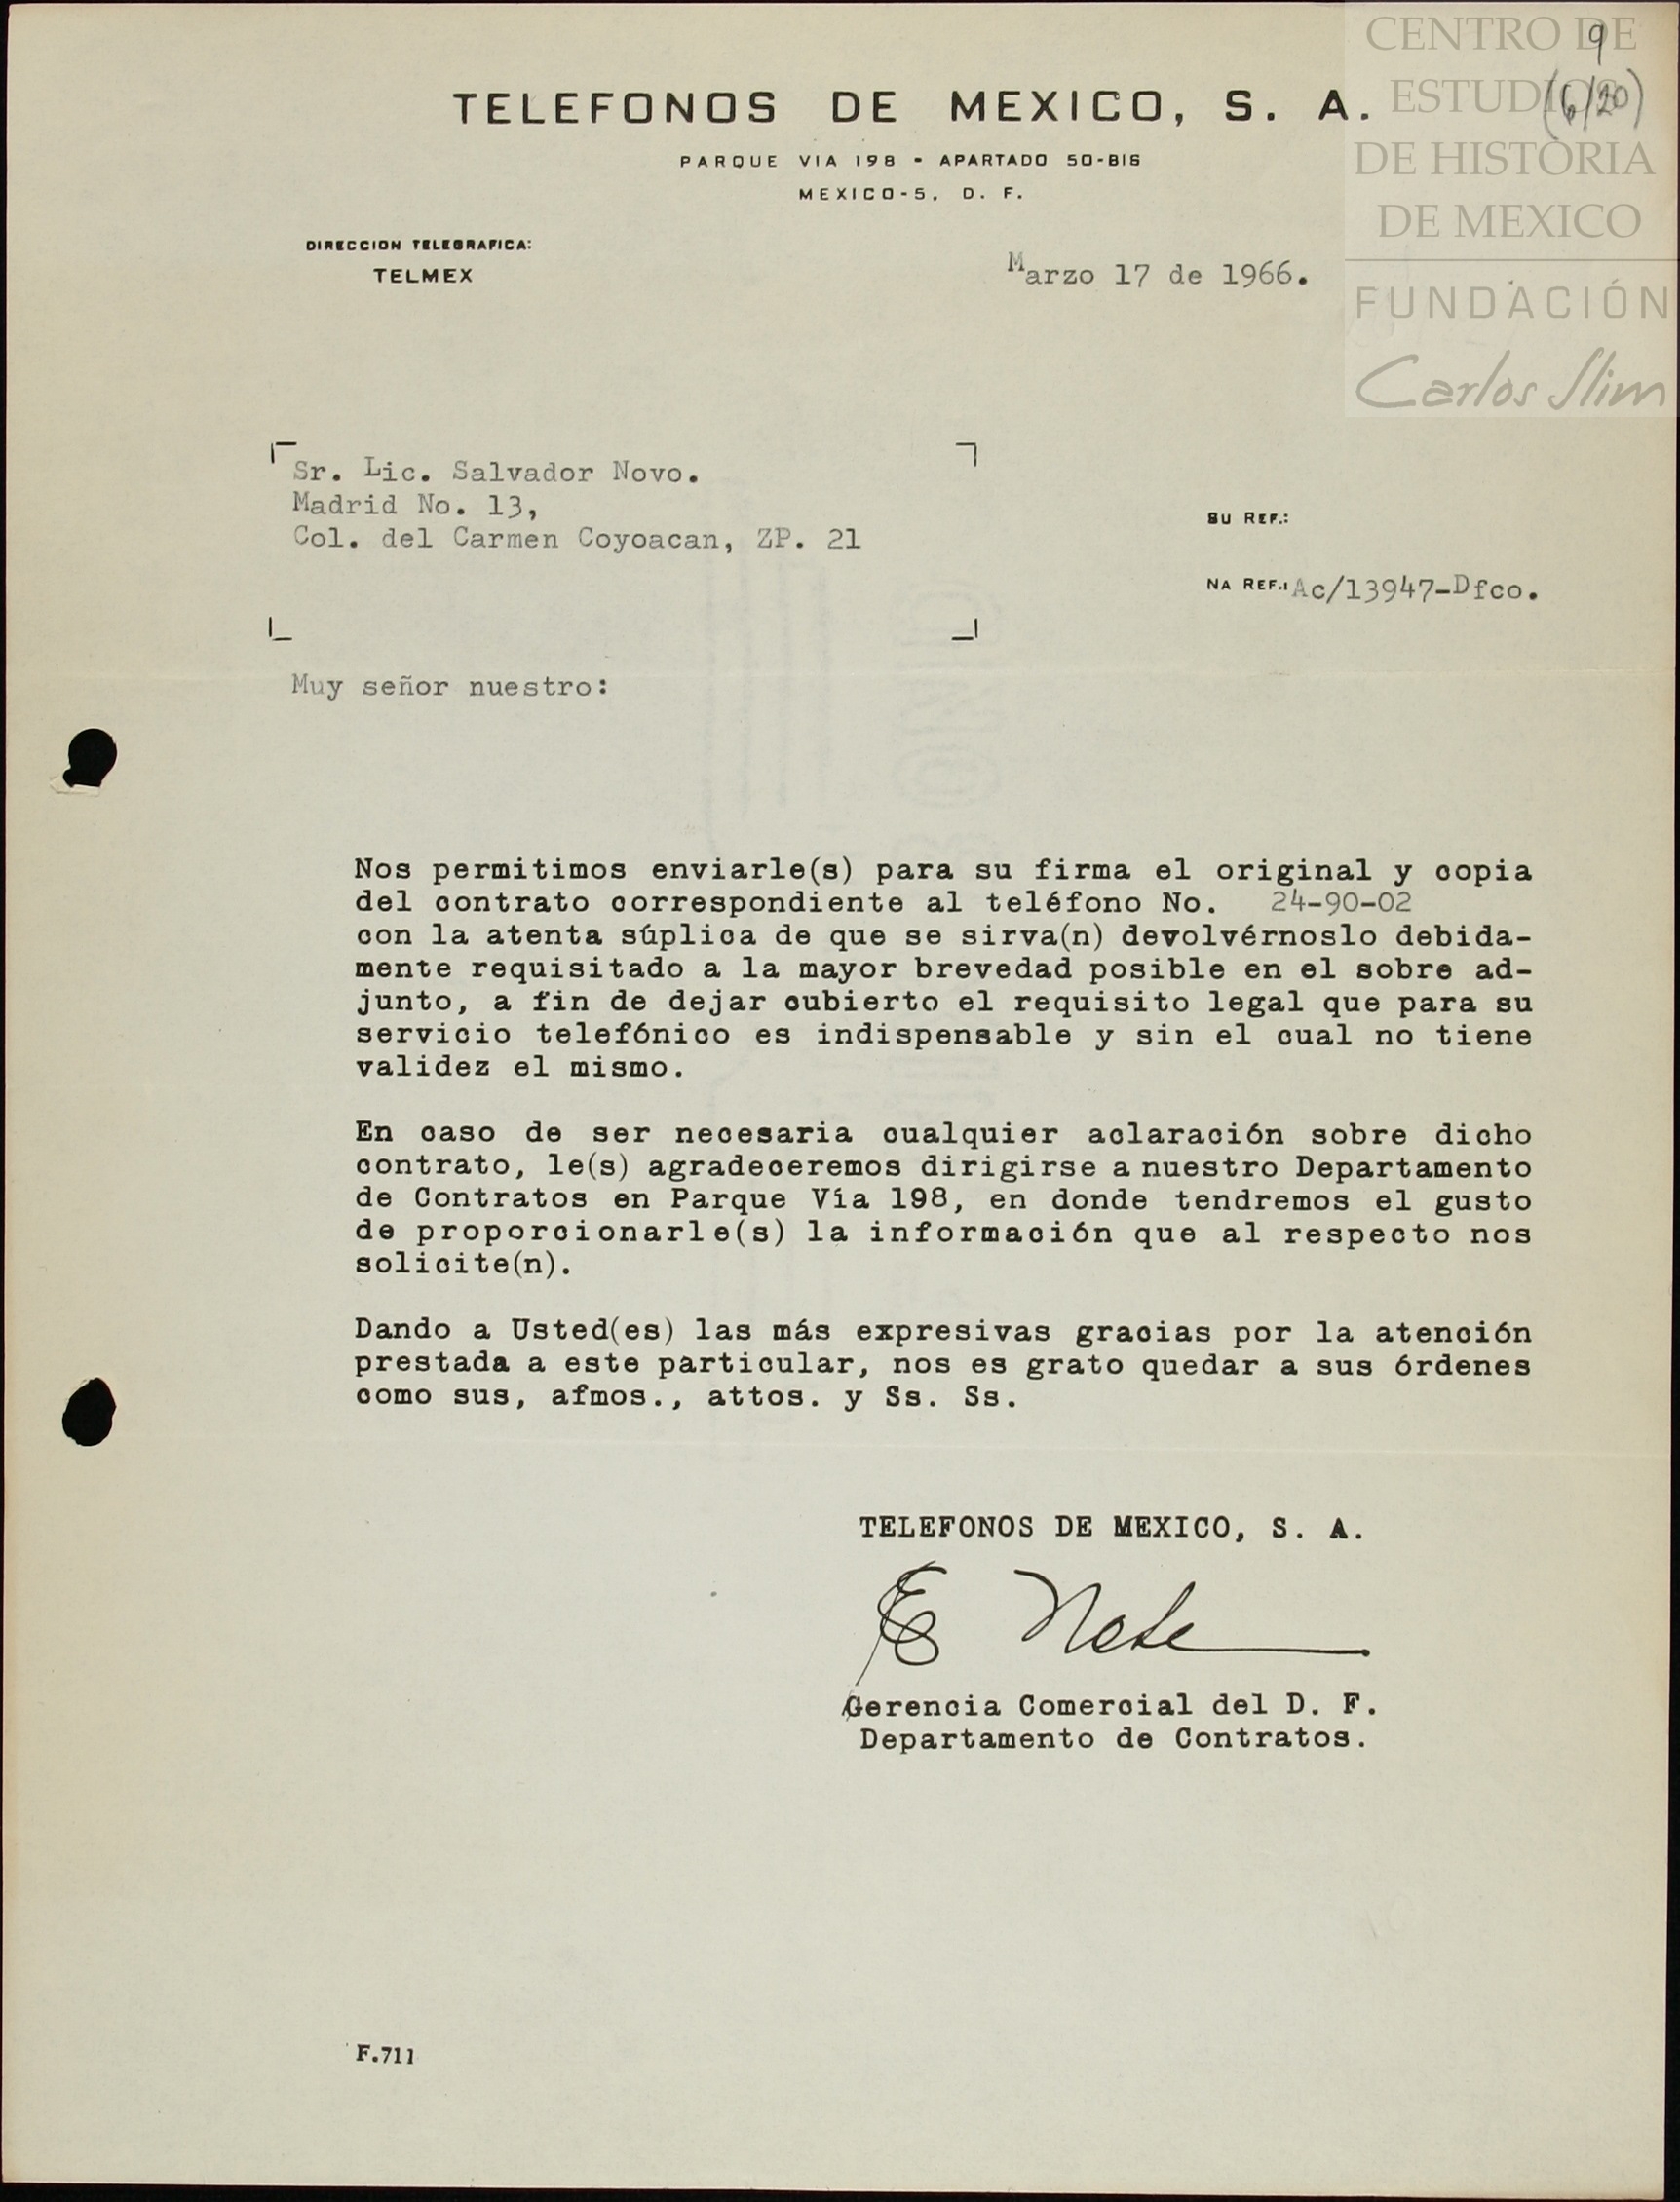 CENTRO DE
ESTUDIOS
DE HISTORIA
DE MEXICO
FUNDACIÓN
Carlos Slim
9
(6/20)
TELEFONOS DE MEXICO, S. A.
PARQUE VIA 198 - APARTADO 50-BIS
MEXICO-5, D. F.
DIRECCION TELEGRAFICA:
TELMEX
Marzo 17 de 1966.
Sr. Lic. Salvador Novo.
Madrid No. 13,
Col. del Carmen Coyoacan, ZP. 21
SU REF.:
NA REF.: Ac/13947-Dfco.
Muy señor nuestro:
Nos permitimos enviarle(s) para su firma el original y copia
del contrato correspondiente al teléfono No. 24-90-02
con la atenta súplica de que se sirva(n) devolvérnoslo debida-
mente requisitado a la mayor brevedad posible en el sobre ad-
junto, a fin de dejar cubierto el requisito legal que para su
servicio telefónico es indispensable y sin el cual no tiene
validez el mismo.
En caso de ser necesaria cualquier aclaración sobre dicho
contrato, le(s) agradeceremos dirigirse a nuestro Departamento
de Contratos en Parque Vía 198, en donde tendremos el gusto
de proporcionarle(s) la información que al respecto nos
solicite(n).
Dando a Usted(es) las más expresivas gracias por la atención
prestada a este particular, nos es grato quedar a sus órdenes
como sus, afmos., attos. y Ss. Ss.
TELEFONOS DE MEXICO, S. A.
Gerencia Comercial del D. F.
Departamento de Contratos.
F.711